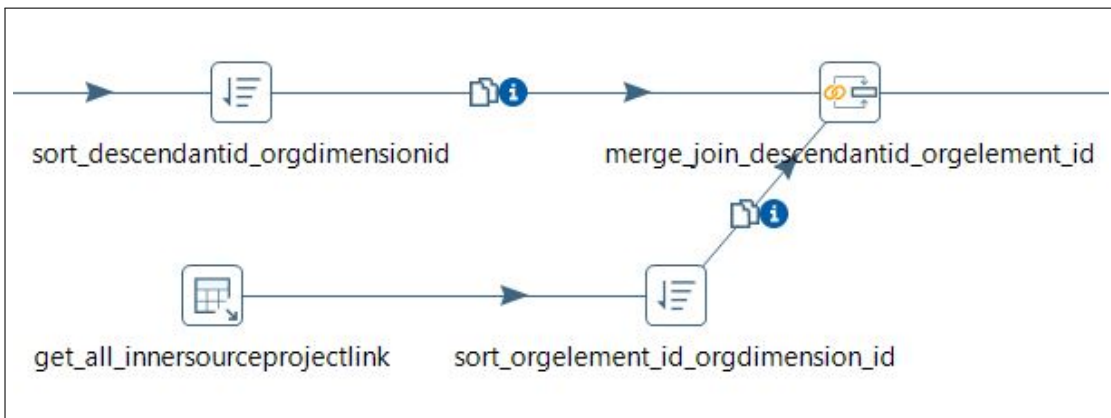 sort_descendantid_orgdimensionid
merge_join_descendantid_orgelement_id
get_all_innersourceprojectlink
sort_orgelement_id_orgdimension_id